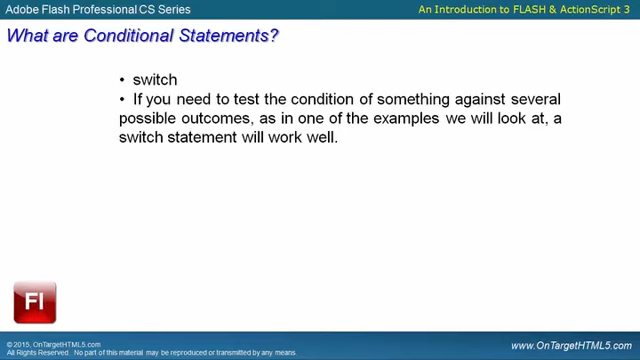 Adobe Flash Professional CS Series
An Introduction to FLASH & ActionScript 3
What are Conditional Statements?
• switch
• If you need to test the condition of something against several
possible outcomes, as in one of the examples we will look at, a
switch statement will work well.
Fl
© 2015, OnTargetHTML5.com
All Rights Reserved. No part of this material may be reproduced or transmitted by any means.
www.OnTargetHTML5.com